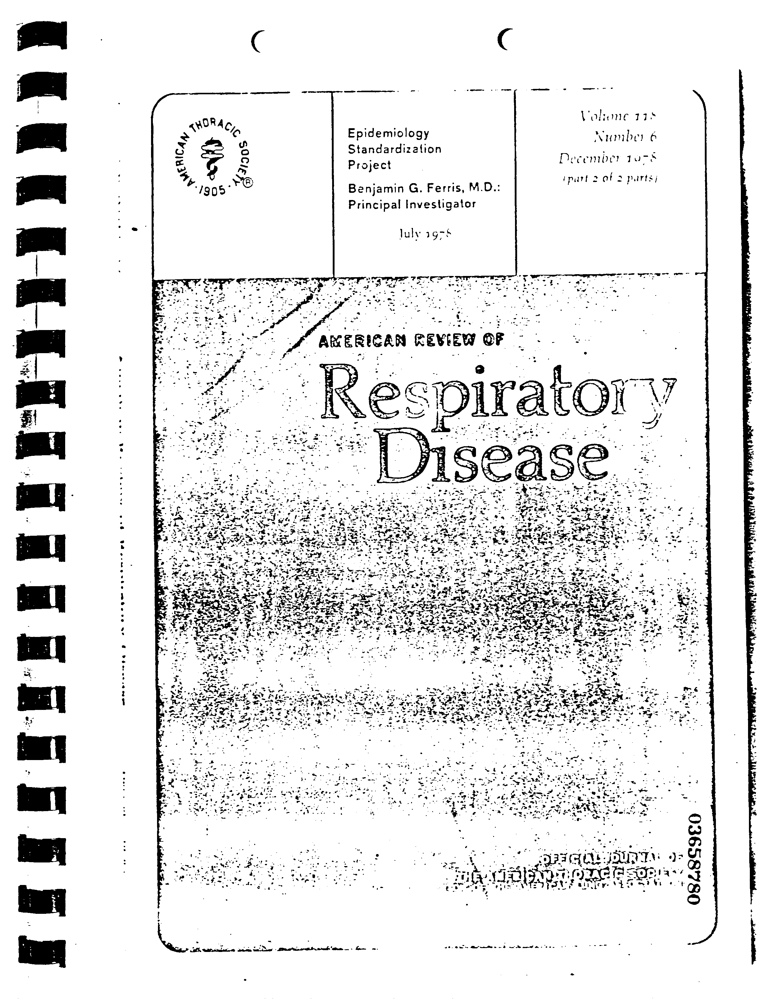 AMERICAN THORACIC SOCIETY
· 1905 · ®
Epidemiology
Standardization
Project
Benjamin G. Ferris, M.D.:
Principal Investigator
July 1978
Volume 118
Number 6
December 1978
(part 2 of 2 parts)
AMERICAN REVIEW OF
Respiratory
Disease
OFFICIAL JOURNAL OF
THE AMERICAN THORACIC SOCIETY
03658780